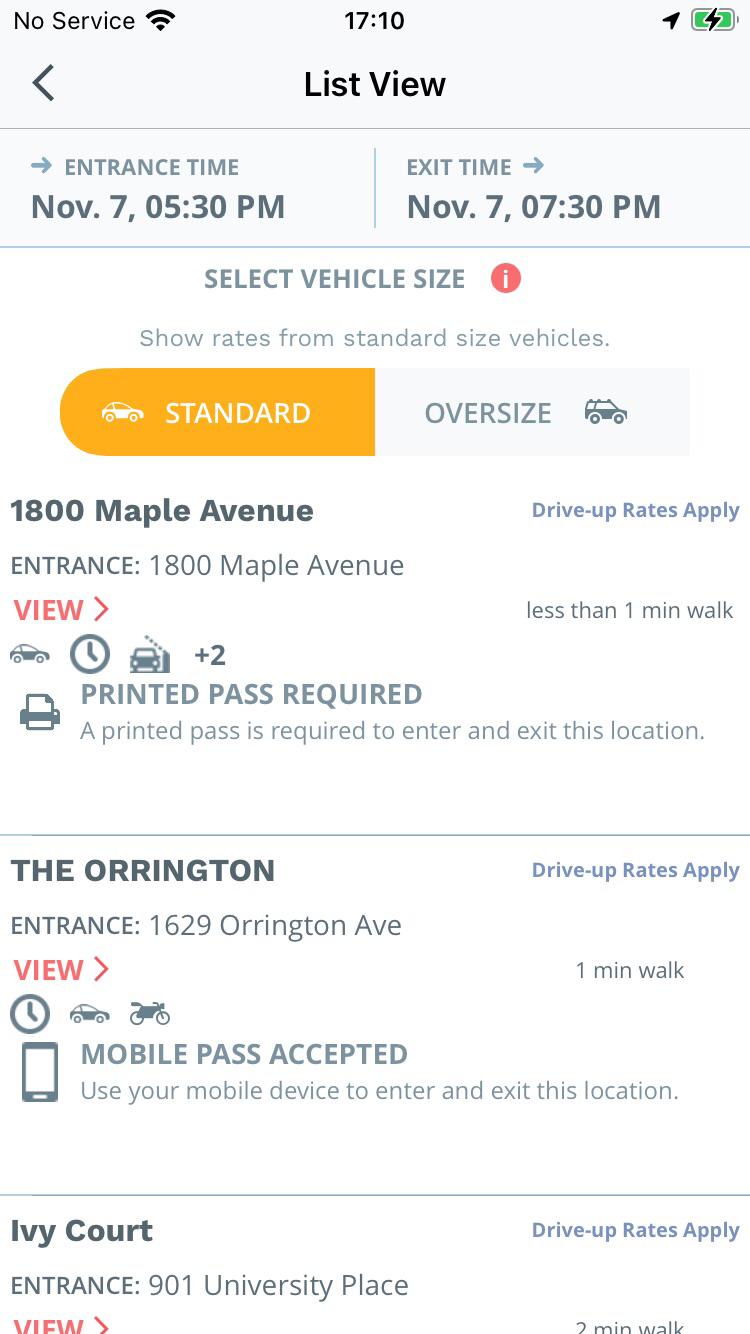 No Service
17:10
List View
ENTRANCE TIME
Nov. 7, 05:30 PM
EXIT TIME
Nov. 7, 07:30 PM
SELECT VEHICLE SIZE
i
Show rates from standard size vehicles.
STANDARD
OVERSIZE
1800 Maple Avenue
Drive-up Rates Apply
ENTRANCE: 1800 Maple Avenue
VIEW
less than 1 min walk
+2
PRINTED PASS REQUIRED
A printed pass is required to enter and exit this location.
THE ORRINGTON
Drive-up Rates Apply
ENTRANCE: 1629 Orrington Ave
VIEW
1 min walk
MOBILE PASS ACCEPTED
Use your mobile device to enter and exit this location.
Ivy Court
Drive-up Rates Apply
ENTRANCE: 901 University Place
VIEW
2 min walk